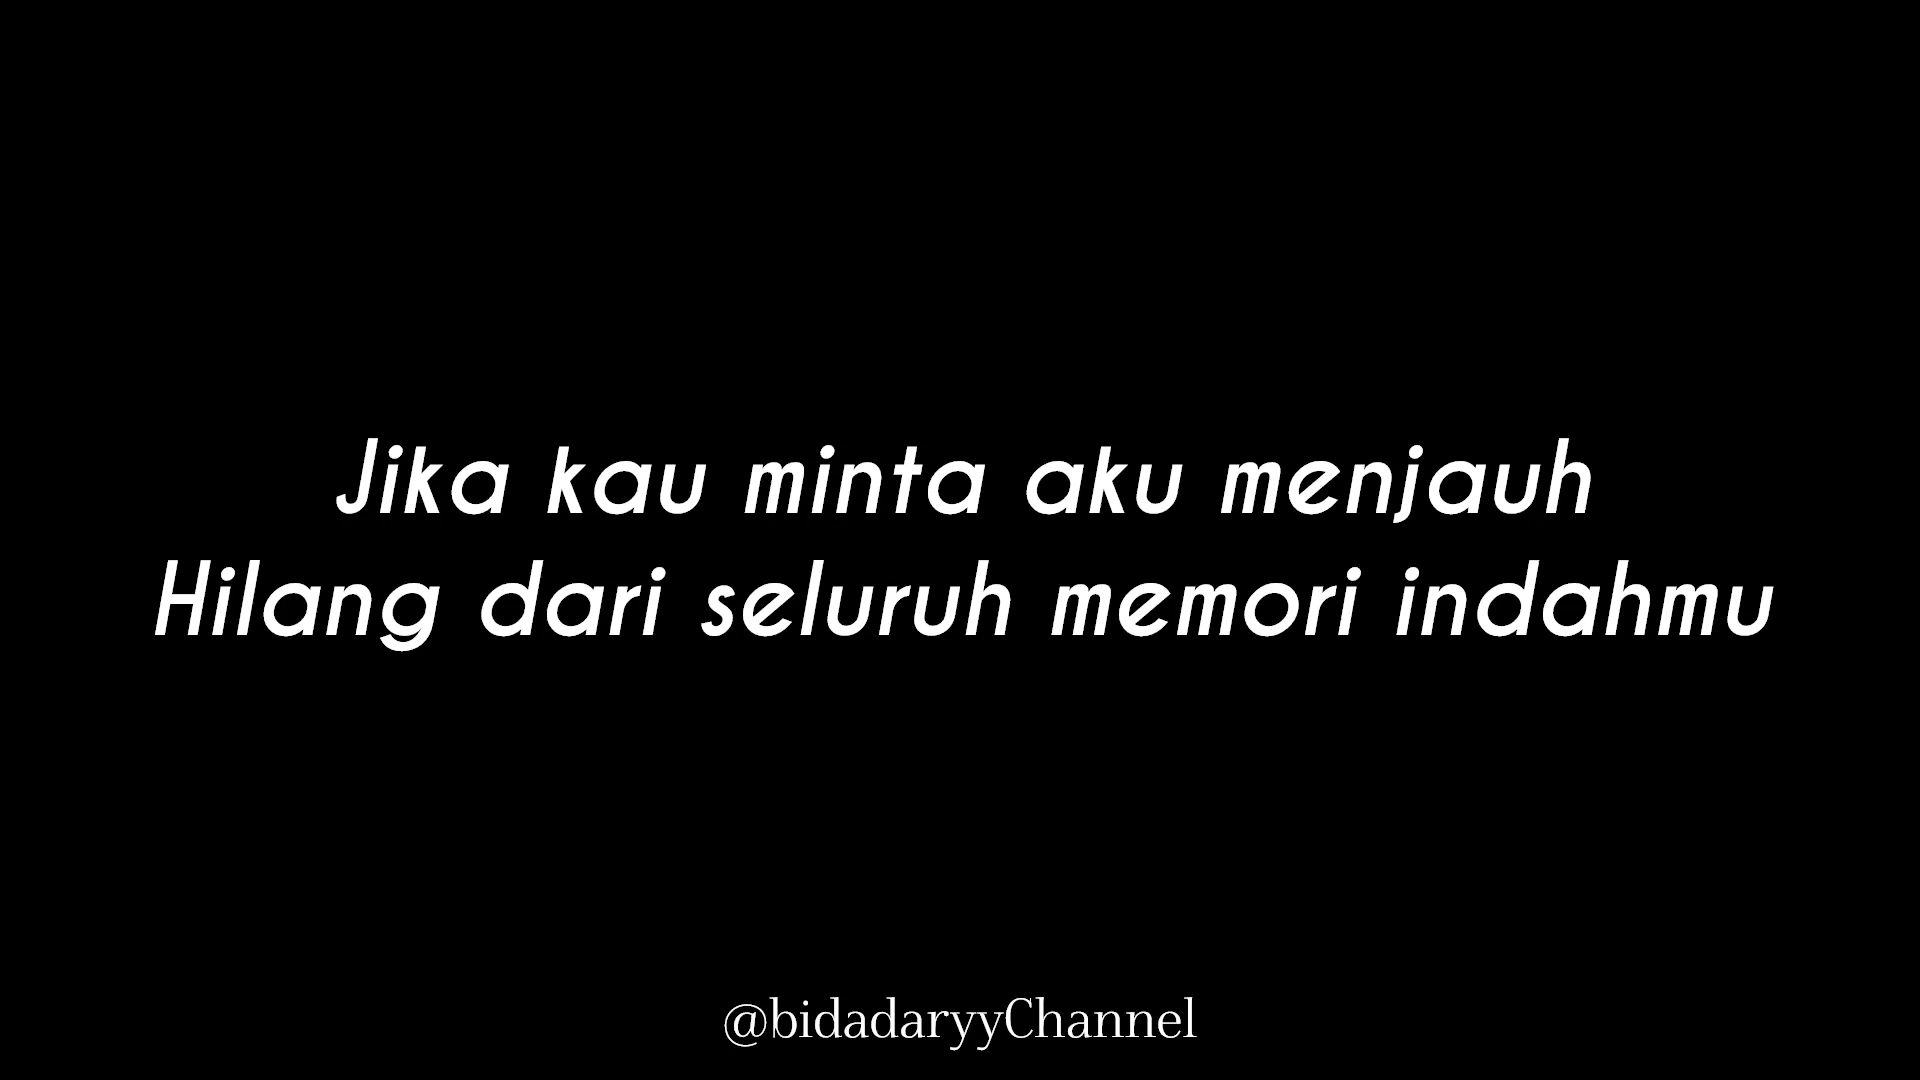 Jika kau minta aku menjauh
Hilang dari seluruh memori indahmu
@bidadaryyChannel